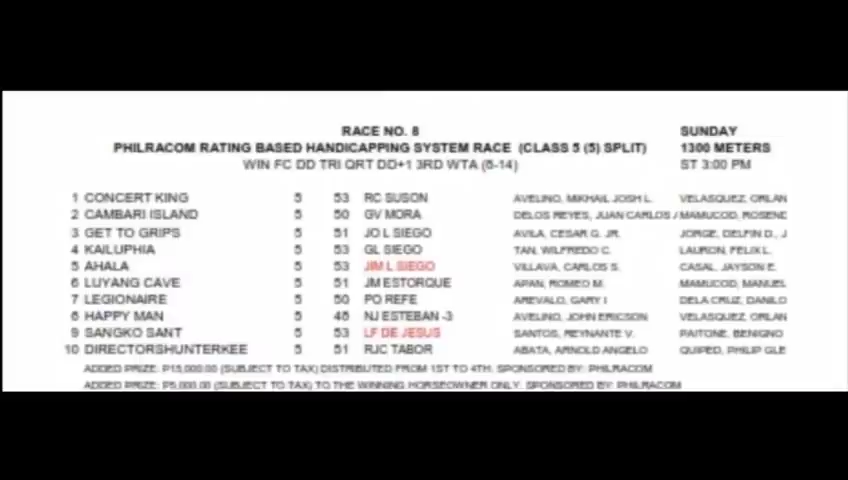 RACE NO. 8 SUNDAY
PHILRACOM RATING BASED HANDICAPPING SYSTEM RACE (CLASS 5 (5) SPLIT) 1300 METERS
WIN FC DD TRI QRT DD+1 3RD WTA (8-14) ST 3:00 PM
1 CONCERT KING 5 53 RC SUSON AVELINO, MIKHAIL JOSH L. VELASQUEZ, ORLAN
2 CAMBARI ISLAND 5 50 GV MORA DELOS REYES, JUAN CARLOS / MAMUCOD, ROSEND
3 GET TO GRIPS 5 51 JO L SIEGO AVILA, CESAR G. JR. JORGE, DELFIN D., J
4 KAILUPHIA 5 53 GL SIEGO TAN, WILFREDO C. LAURON, FELIX L.
5 AHALA 5 53 JIM L SIEGO VILLAVA, CARLOS S. CASAL, JAYSON E.
6 LUYANG CAVE 5 51 JM ESTORQUE APAN, ROMEO M. MAMUCOD, MANUEL
7 LEGIONAIRE 5 50 PO REFE AREVALO, GARY I DELA CRUZ, DANILO
8 HAPPY MAN 5 48 NJ ESTEBAN -3 AVELINO, JOHN ERICSON VELASQUEZ, ORLAN
9 SANGKO SANT 5 53 LF DE JESUS SANTOS, REYNANTE V. PAITONE, BENIGNO
10 DIRECTORSHUNTERKEE 5 51 RJC TABOR ABATA, ARNOLD ANGELO QUIPED, PHILIP GLE
ADDED PRIZE: P15,000.00 (SUBJECT TO TAX) DISTRIBUTED FROM 1ST TO 4TH. SPONSORED BY: PHILRACOM
ADDED PRIZE: P5,000.00 (SUBJECT TO TAX) TO THE WINNING HORSEOWNER ONLY. SPONSORED BY: PHILRACOM